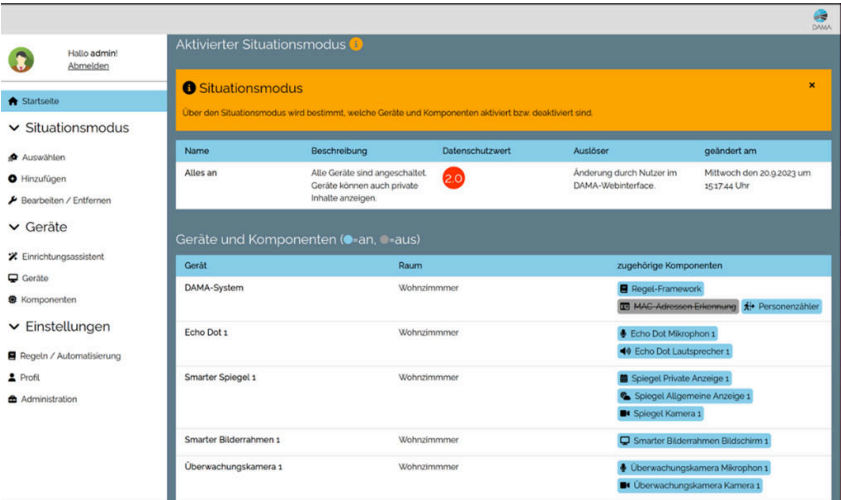 DAMA
Hallo admin!
Abmelden
Startseite
Situationsmodus
Auswählen
Hinzufügen
Bearbeiten / Entfernen
Geräte
Einrichtungsassistent
Geräte
Komponenten
Einstellungen
Regeln / Automatisierung
Profil
Administration
Aktivierter Situationsmodus
Situationsmodus
Über den Situationsmodus wird bestimmt, welche Geräte und Komponenten aktiviert bzw. deaktiviert sind.
Name Beschreibung Datenschutzwert Auslöser geändert am
Alles an Alle Geräte sind angeschaltet. 2.0 Änderung durch Nutzer im Mittwoch den 20.9.2023 um
Geräte können auch private DAMA-Webinterface. 15:17:44 Uhr
Inhalte anzeigen.
Geräte und Komponenten (=an, =aus)
Gerät Raum zugehörige Komponenten
DAMA-System Wohnzimmmer Regel-Framework
MAC-Adressen Erkennung Personenzähler
Echo Dot 1 Wohnzimmmer Echo Dot Mikrophon 1
Echo Dot Lautsprecher 1
Smarter Spiegel 1 Wohnzimmmer Spiegel Private Anzeige 1
Spiegel Allgemeine Anzeige 1
Spiegel Kamera 1
Smarter Bilderrahmen 1 Wohnzimmmer Smarter Bilderrahmen Bildschirm 1
Überwachungskamera 1 Wohnzimmmer Überwachungskamera Mikrophon 1
Überwachungskamera Kamera 1